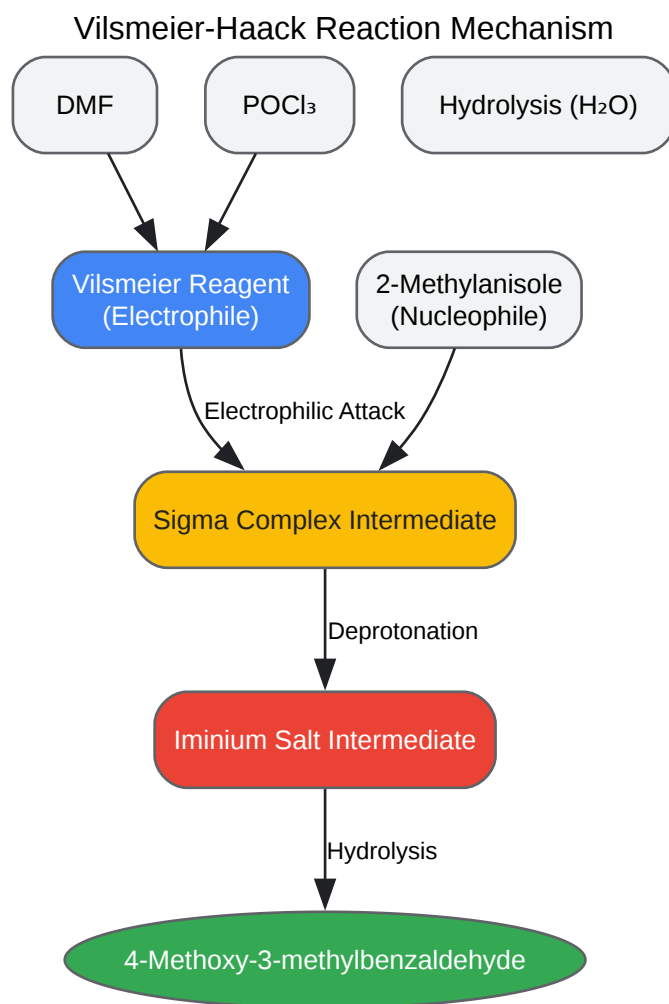 Vilsmeier-Haack Reaction Mechanism
DMF
POCl₃
Hydrolysis (H₂O)
Vilsmeier Reagent
(Electrophile)
2-Methylanisole
(Nucleophile)
Electrophilic Attack
Sigma Complex Intermediate
Deprotonation
Iminium Salt Intermediate
Hydrolysis
4-Methoxy-3-methylbenzaldehyde